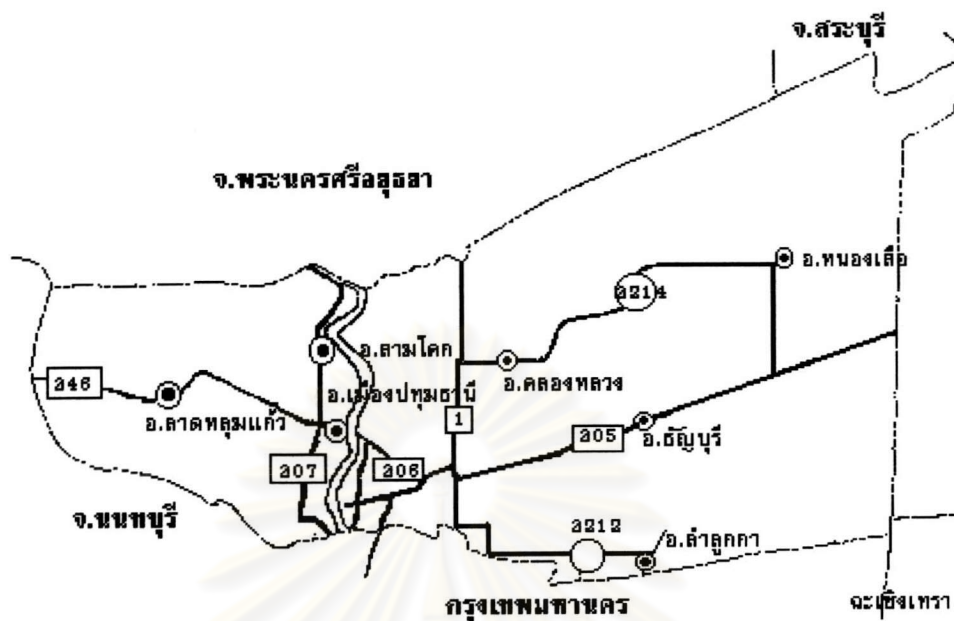 จ.สระบุรี
จ.พระนครศรีอยุธยา
อ.หนองเสือ
3214
อ.สามโคก
อ.คลองหลวง
346
อ.เมืองปทุมธานี
อ.ลาดหลุมแก้ว
1
305
อ.ธัญบุรี
307
306
จ.นนทบุรี
3312
อ.ลำลูกกา
กรุงเทพมหานคร
ฉะเชิงเทรา